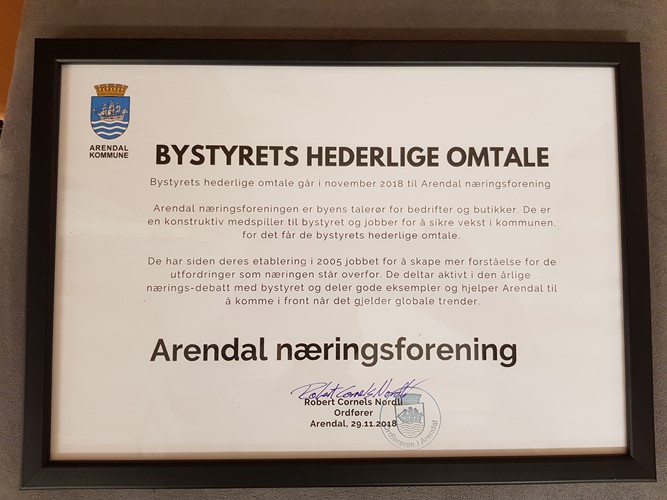 ARENDAL
KOMMUNE
BYSTYRETS HEDERLIGE OMTALE
Bystyrets hederlige omtale går i november 2018 til Arendal næringsforening
Arendal næringsforeningen er byens talerør for bedrifter og butikker. De er
en konstruktiv medspiller til bystyret og jobber for å sikre vekst i kommunen,
for det får de bystyrets hederlige omtale.
De har siden deres etablering i 2005 jobbet for å skape mer forståelse for de
utfordringer som næringen står overfor. De deltar aktivt i den årlige
nærings-debatt med bystyret og deler gode eksempler og hjelper Arendal til
å komme i front når det gjelder globale trender.
Arendal næringsforening
Robert Cornels Nordli
Robert Cornels Nordli
Ordfører
Arendal, 29.11.2018
Ordføreren i Arendal